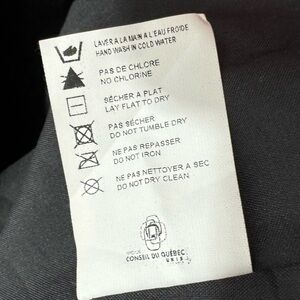 LAVER A LA MAIN A L'EAU FROIDE
HAND WASH IN COLD WATER
PAS DE CHLORE
NO CHLORINE
SÉCHER A PLAT
LAY FLAT TO DRY
PAS SÉCHER
DO NOT TUMBLE DRY
NE PAS REPASSER
DO NOT IRON
NE PAS NETTOYER A SEC
DO NOT DRY CLEAN
CONSEIL DU QUÉBEC